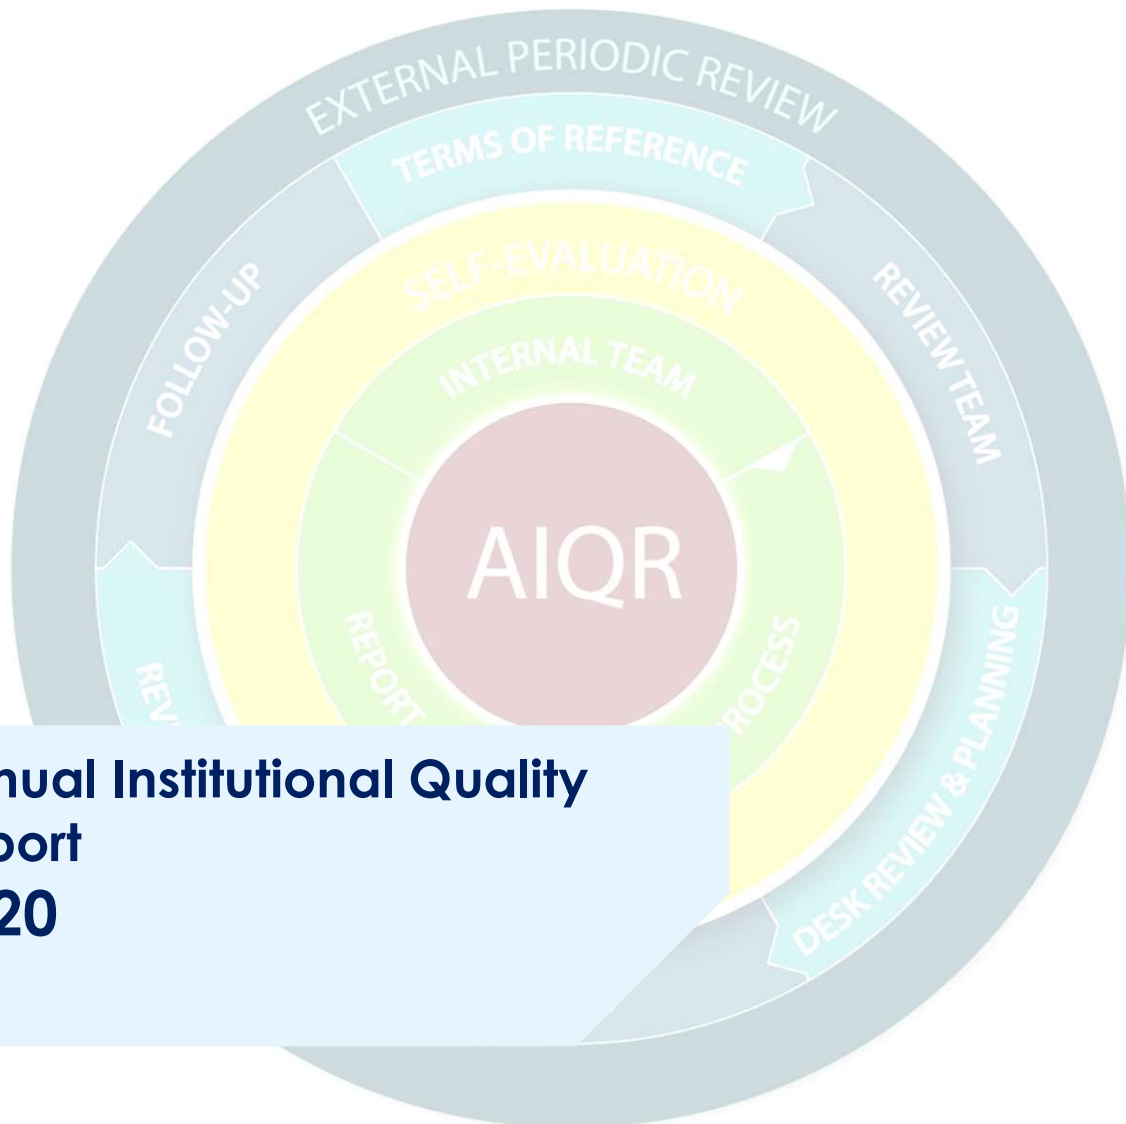 EXTERNAL PERIODIC REVIEW
TERMS OF REFERENCE
SELF-EVALUATION
FOLLOW-UP
REVIEW TEAM
INTERNAL TEAM
AIQR
REPORT
PROCESS
DESK REVIEW & PLANNING
nual Institutional Quality
port
20